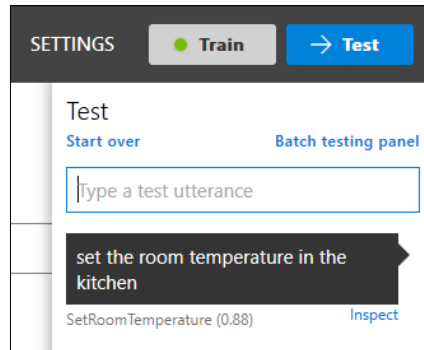 SETTINGS Train → Test
Test
Start over Batch testing panel
Type a test utterance
set the room temperature in the
kitchen
SetRoomTemperature (0.88) Inspect